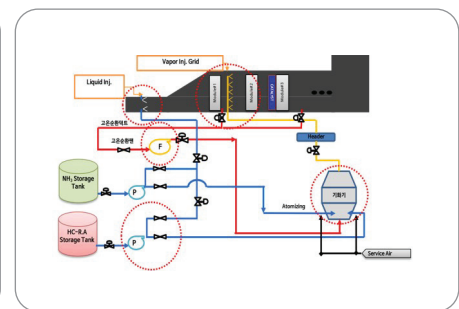 Vapor Inj. Grid
Liquid Inj.
CATALYST
고온순환덕트
고온순환팬
F
Header
NH₃ Storage
Tank
P
기화기
Atomizing
HC-R.A
Storage Tank
P
Service Air